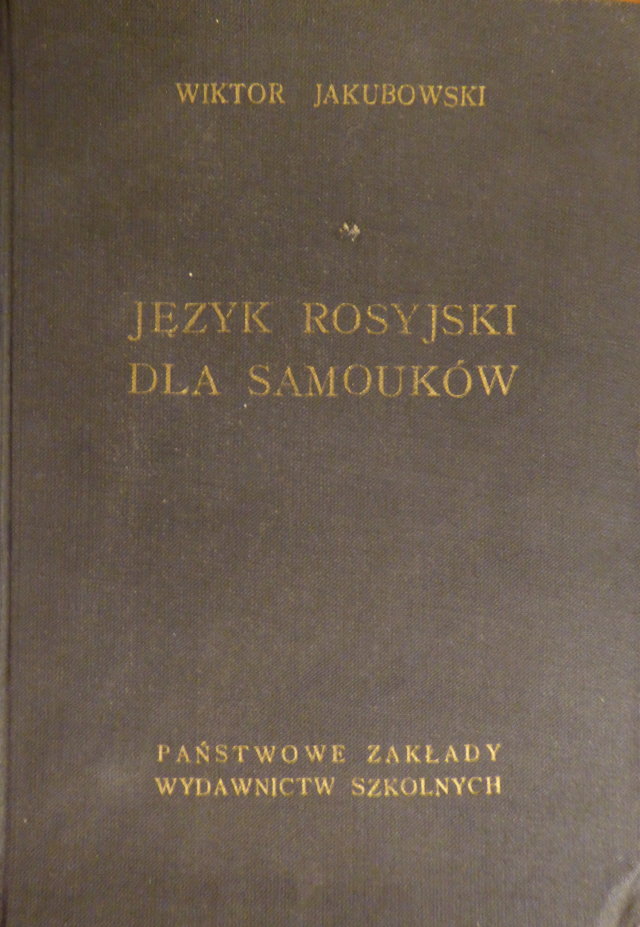 WIKTOR JAKUBOWSKI
JĘZYK ROSYJSKI
DLA SAMOUKÓW
PAŃSTWOWE ZAKŁADY
WYDAWNICTW SZKOLNYCH